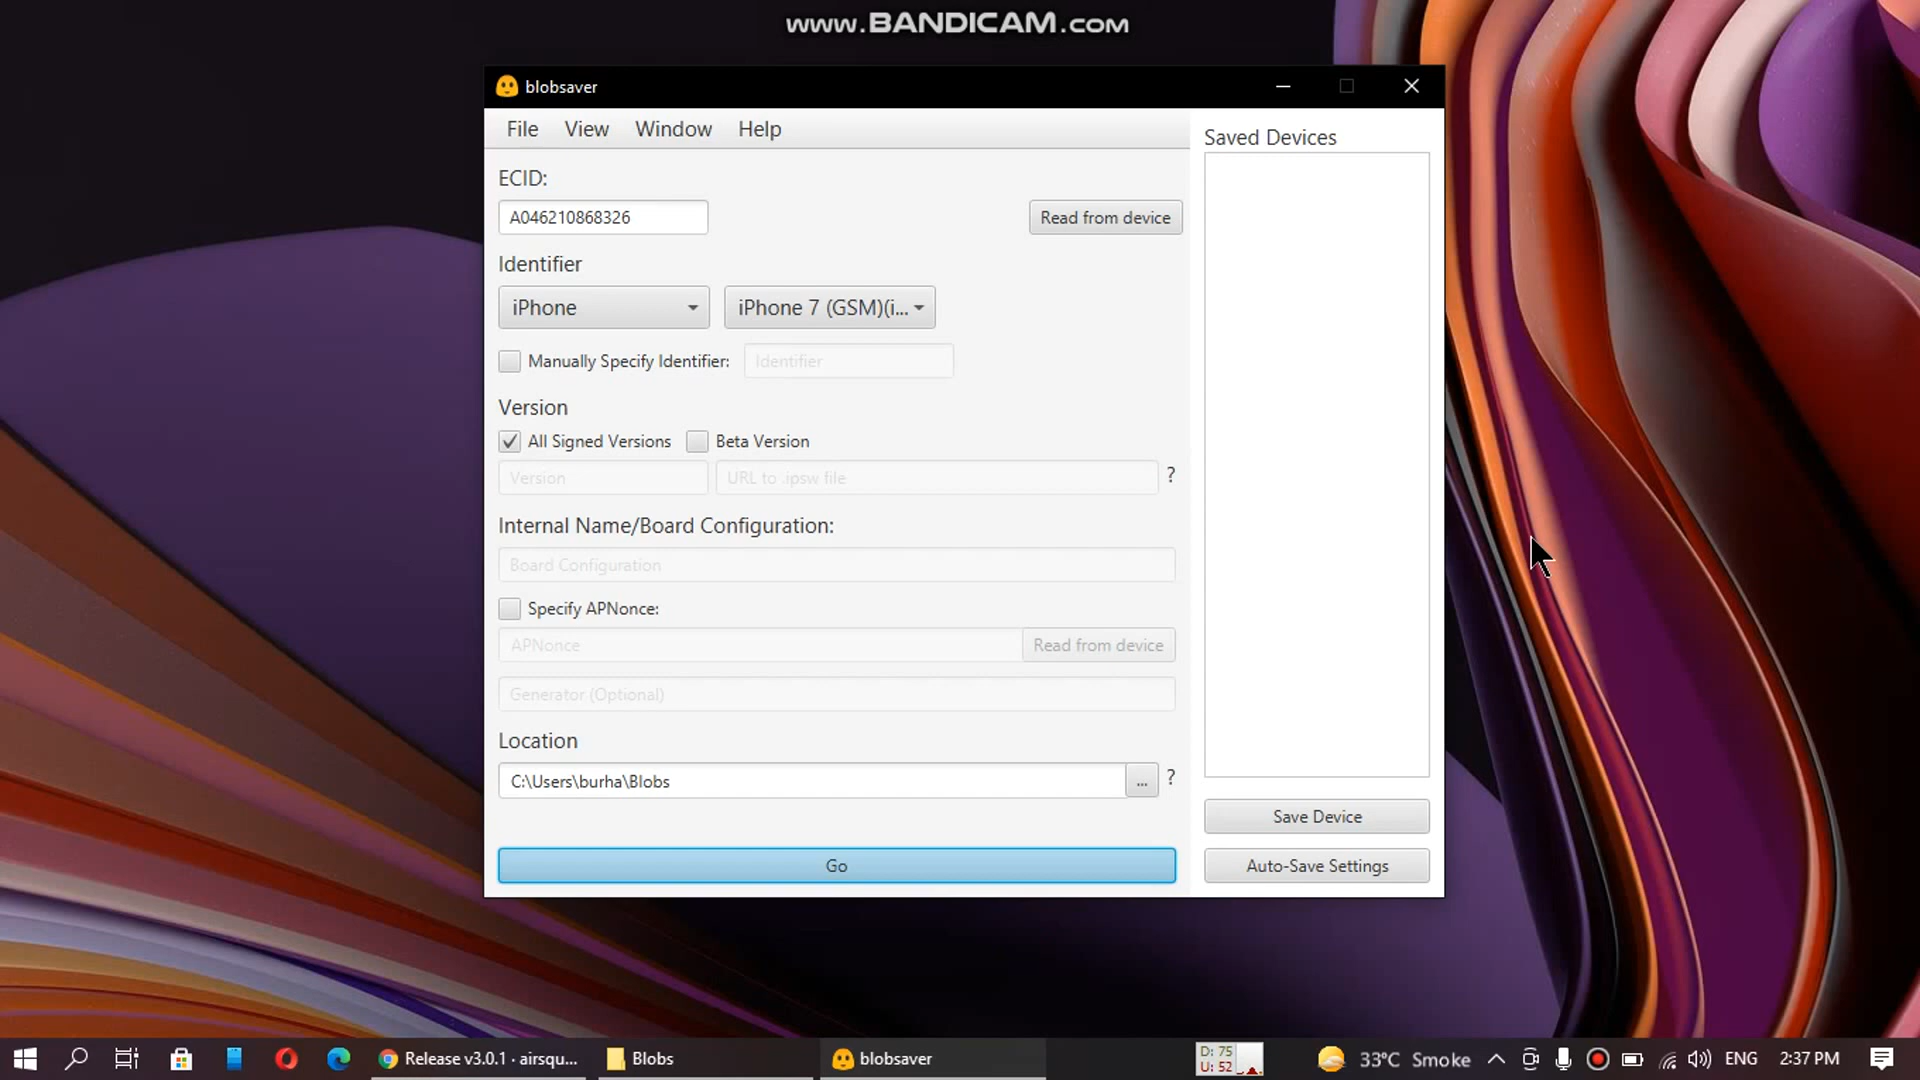 www.BANDICAM.com
blobsaver
File View Window Help
Saved Devices
ECID:
A046210868326
Read from device
Identifier
iPhone
iPhone 7 (GSM)(i...
Manually Specify Identifier:
Identifier
Version
All Signed Versions
Beta Version
Version
URL to .ipsw file
?
Internal Name/Board Configuration:
Board Configuration
Specify APNonce:
APNonce
Read from device
Generator (Optional)
Location
C:\Users\burha\Blobs
...
?
Save Device
Go
Auto-Save Settings
Release v3.0.1 · airsqu...
Blobs
blobsaver
D: 75
U: 52
33°C Smoke
ENG
2:37 PM